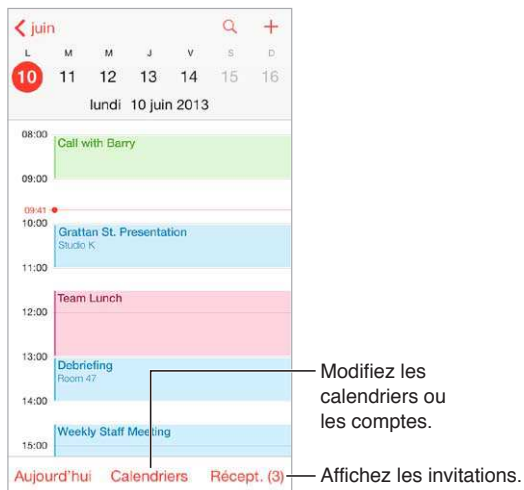 juin
L M M J V S D
10 11 12 13 14 15 16
lundi 10 juin 2013
08:00
Call with Barry
09:00
09:41
10:00
Grattan St. Presentation
Studio K
11:00
Team Lunch
12:00
13:00
Debriefing
Room 47
14:00
Weekly Staff Meeting
15:00
Aujourd'hui Calendriers Récept. (3)
Modifiez les
calendriers ou
les comptes.
Affichez les invitations.